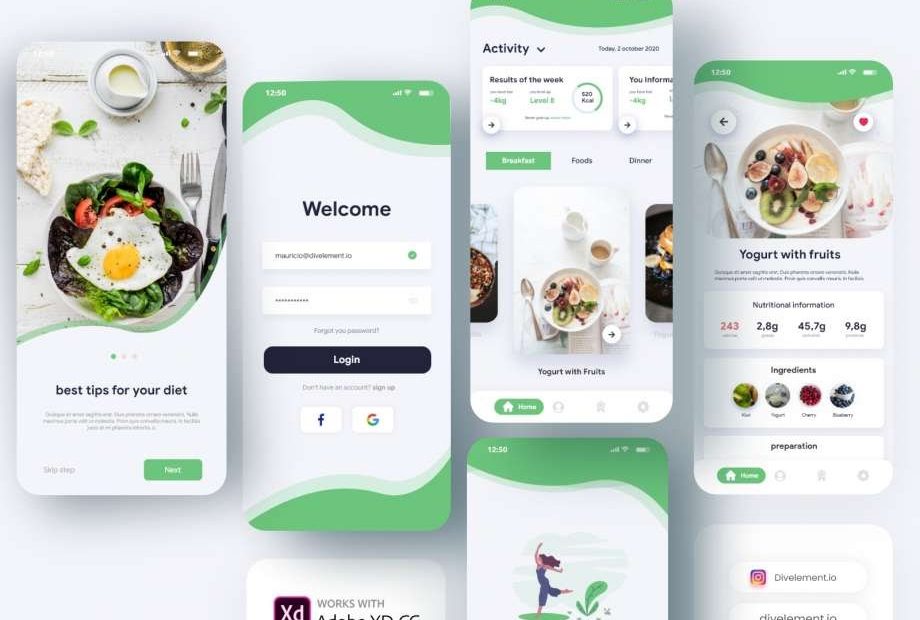 best tips for your diet
Skip step
Next
12:50
Welcome
mauricio@divelement.io
Forgot you password?
Login
Don't have an account? sign up
WORKS WITH
Xd
Adobe XD CC
Activity
Today, 2 october 2020
Results of the week
-4kg
Level 8
520
Kcal
You Informa
-4kg
Breakfast
Foods
Dinner
Yogurt with Fruits
Home
12:50
12:50
Yogurt with fruits
Nutritional information
243
2,8g
45,7g
9,8g
Ingredients
Kiwi
Yogurt
Cherry
Blueberry
preparation
Home
Divelement.io
divelement.io